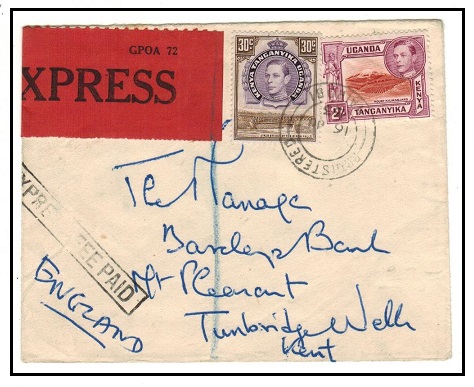 GPOA 72
XPRESS
30c 30c
KENYA TANGANYIKA UGANDA
UGANDA
KENYA
2/-
TANGANYIKA
REGISTERED
EXPRE FEE PAID
The Manager
Barclays Bank
Mt Pleasant
Tunbridge Wells
Kent
ENGLAND